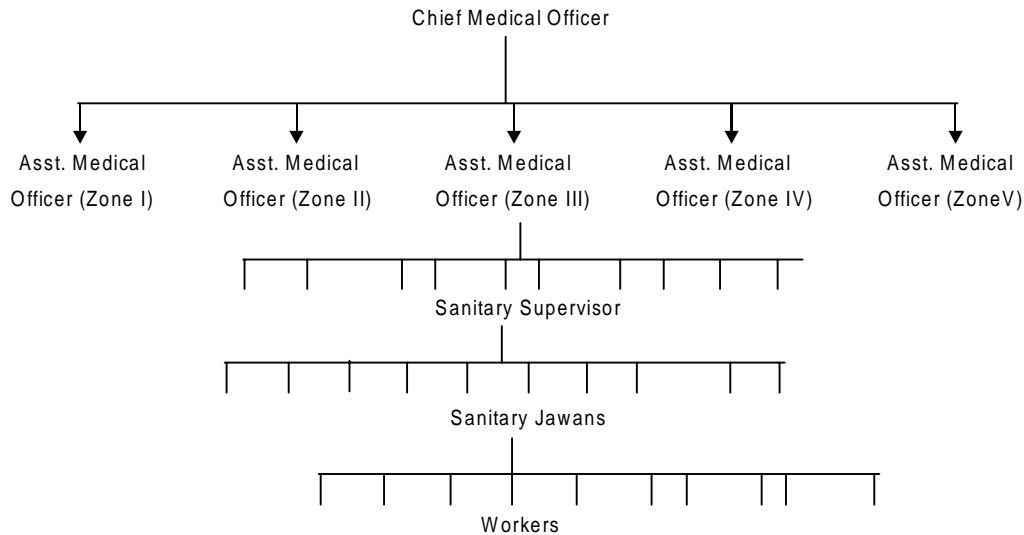 Chief Medical Officer
Asst. Medical
Officer (Zone I)
Asst. Medical
Officer (Zone II)
Asst. Medical
Officer (Zone III)
Asst. Medical
Officer (Zone IV)
Asst. Medical
Officer (ZoneV)
Sanitary Supervisor
Sanitary Jawans
Workers